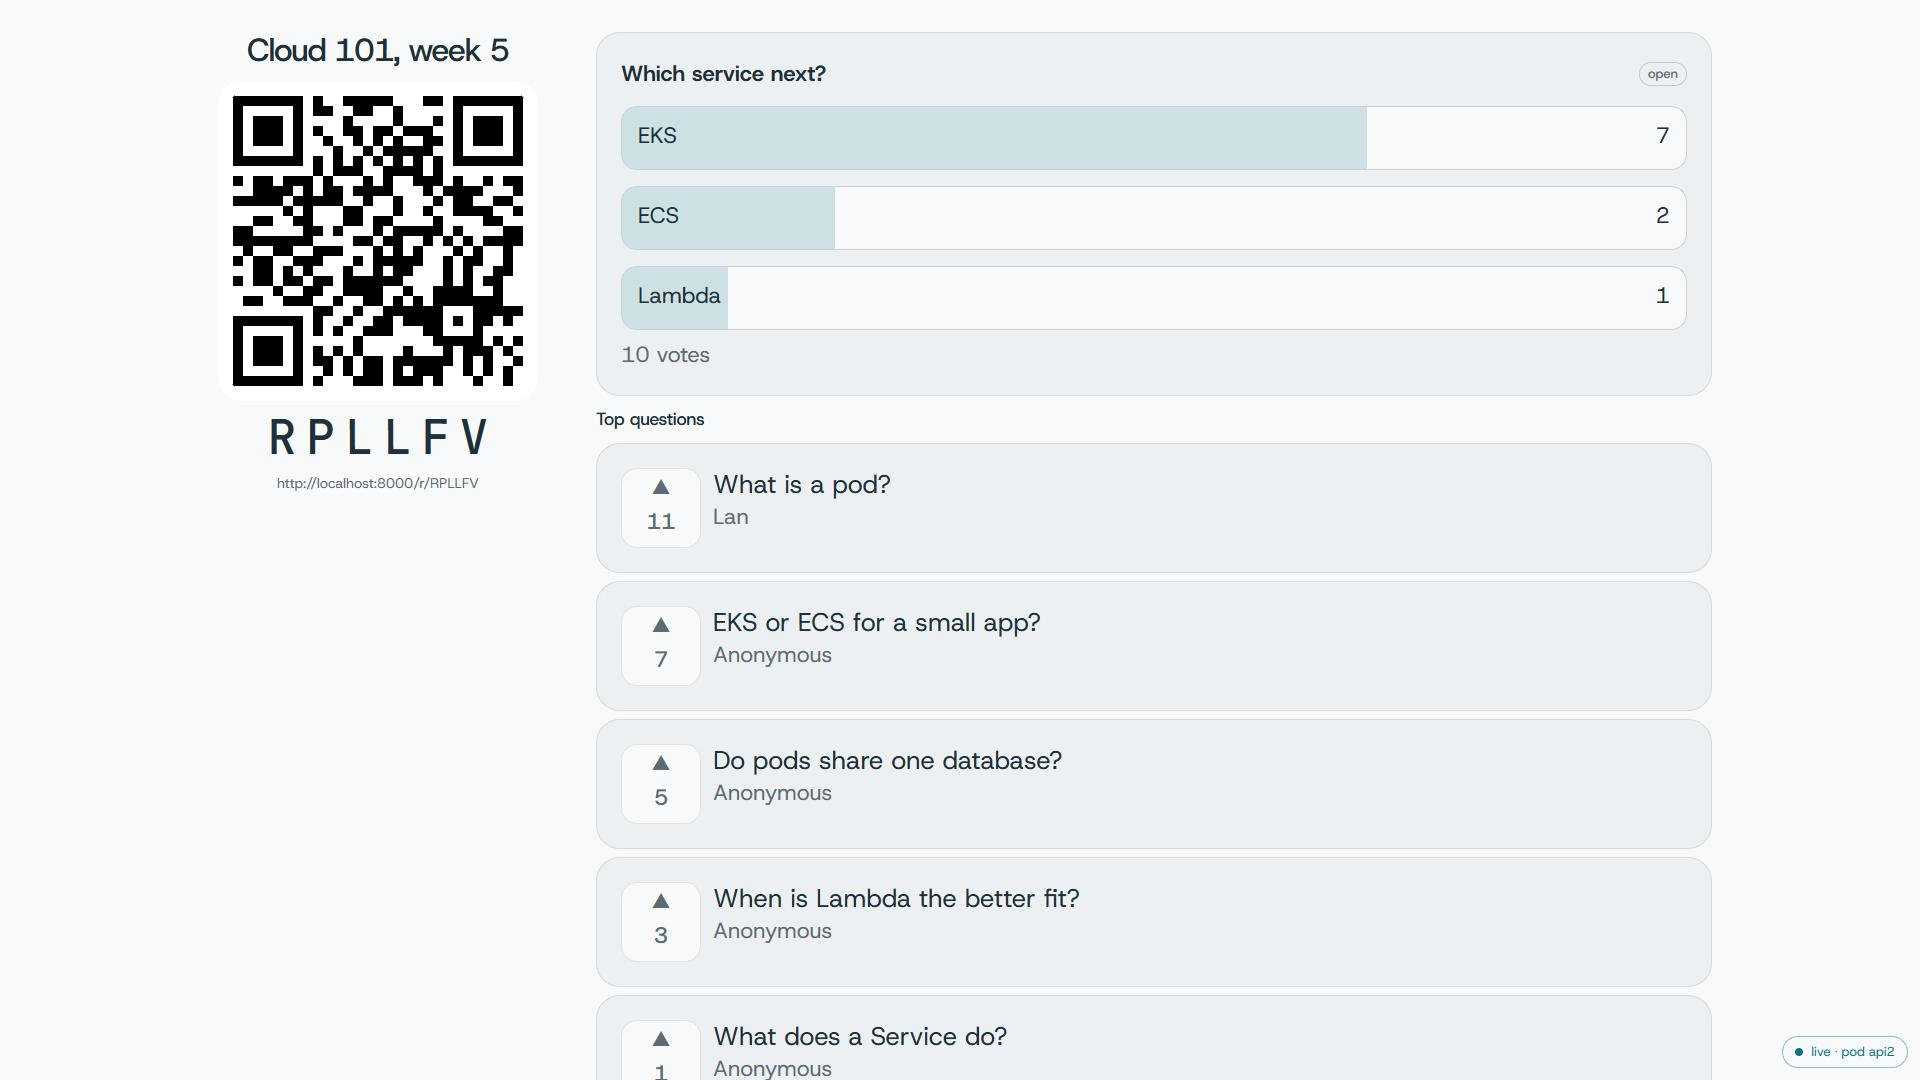 Cloud 101, week 5
RPLLFV
http://localhost:8000/r/RPLLFV
Which service next?
open
EKS
7
ECS
2
Lambda
1
10 votes
Top questions
▲
11
What is a pod?
Lan
▲
7
EKS or ECS for a small app?
Anonymous
▲
5
Do pods share one database?
Anonymous
▲
3
When is Lambda the better fit?
Anonymous
▲
1
What does a Service do?
Anonymous
live · pod api2